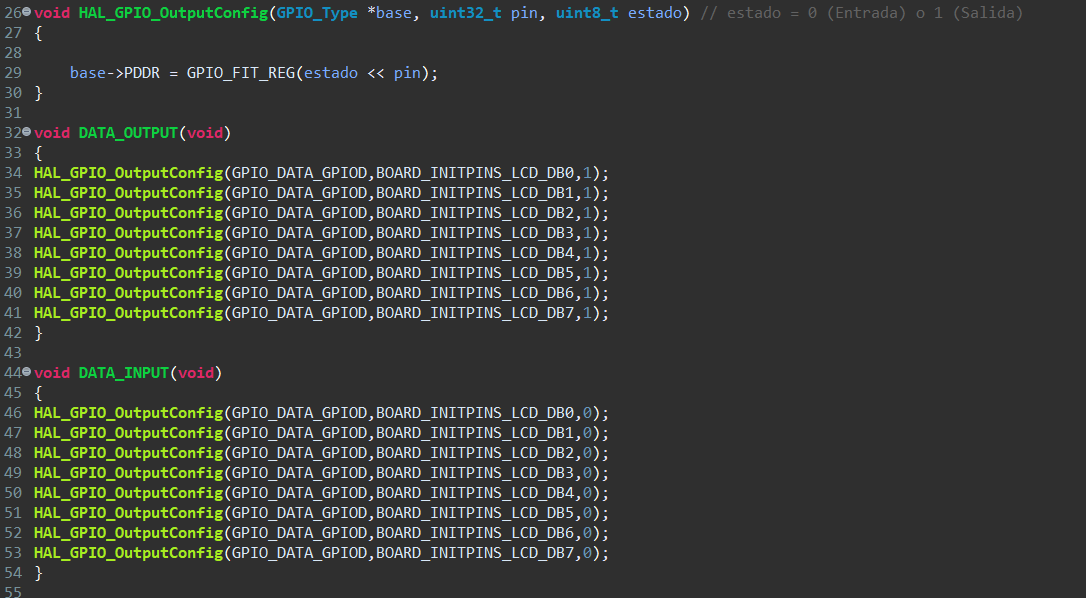 26 void HAL_GPIO_OutputConfig(GPIO_Type *base, uint32_t pin, uint8_t estado) // estado = 0 (Entrada) o 1 (Salida)
27 {
28
29     base->PDDR = GPIO_FIT_REG(estado << pin);
30 }
31
32 void DATA_OUTPUT(void)
33 {
34 HAL_GPIO_OutputConfig(GPIO_DATA_GPIOD,BOARD_INITPINS_LCD_DB0,1);
35 HAL_GPIO_OutputConfig(GPIO_DATA_GPIOD,BOARD_INITPINS_LCD_DB1,1);
36 HAL_GPIO_OutputConfig(GPIO_DATA_GPIOD,BOARD_INITPINS_LCD_DB2,1);
37 HAL_GPIO_OutputConfig(GPIO_DATA_GPIOD,BOARD_INITPINS_LCD_DB3,1);
38 HAL_GPIO_OutputConfig(GPIO_DATA_GPIOD,BOARD_INITPINS_LCD_DB4,1);
39 HAL_GPIO_OutputConfig(GPIO_DATA_GPIOD,BOARD_INITPINS_LCD_DB5,1);
40 HAL_GPIO_OutputConfig(GPIO_DATA_GPIOD,BOARD_INITPINS_LCD_DB6,1);
41 HAL_GPIO_OutputConfig(GPIO_DATA_GPIOD,BOARD_INITPINS_LCD_DB7,1);
42 }
43
44 void DATA_INPUT(void)
45 {
46 HAL_GPIO_OutputConfig(GPIO_DATA_GPIOD,BOARD_INITPINS_LCD_DB0,0);
47 HAL_GPIO_OutputConfig(GPIO_DATA_GPIOD,BOARD_INITPINS_LCD_DB1,0);
48 HAL_GPIO_OutputConfig(GPIO_DATA_GPIOD,BOARD_INITPINS_LCD_DB2,0);
49 HAL_GPIO_OutputConfig(GPIO_DATA_GPIOD,BOARD_INITPINS_LCD_DB3,0);
50 HAL_GPIO_OutputConfig(GPIO_DATA_GPIOD,BOARD_INITPINS_LCD_DB4,0);
51 HAL_GPIO_OutputConfig(GPIO_DATA_GPIOD,BOARD_INITPINS_LCD_DB5,0);
52 HAL_GPIO_OutputConfig(GPIO_DATA_GPIOD,BOARD_INITPINS_LCD_DB6,0);
53 HAL_GPIO_OutputConfig(GPIO_DATA_GPIOD,BOARD_INITPINS_LCD_DB7,0);
54 }
55